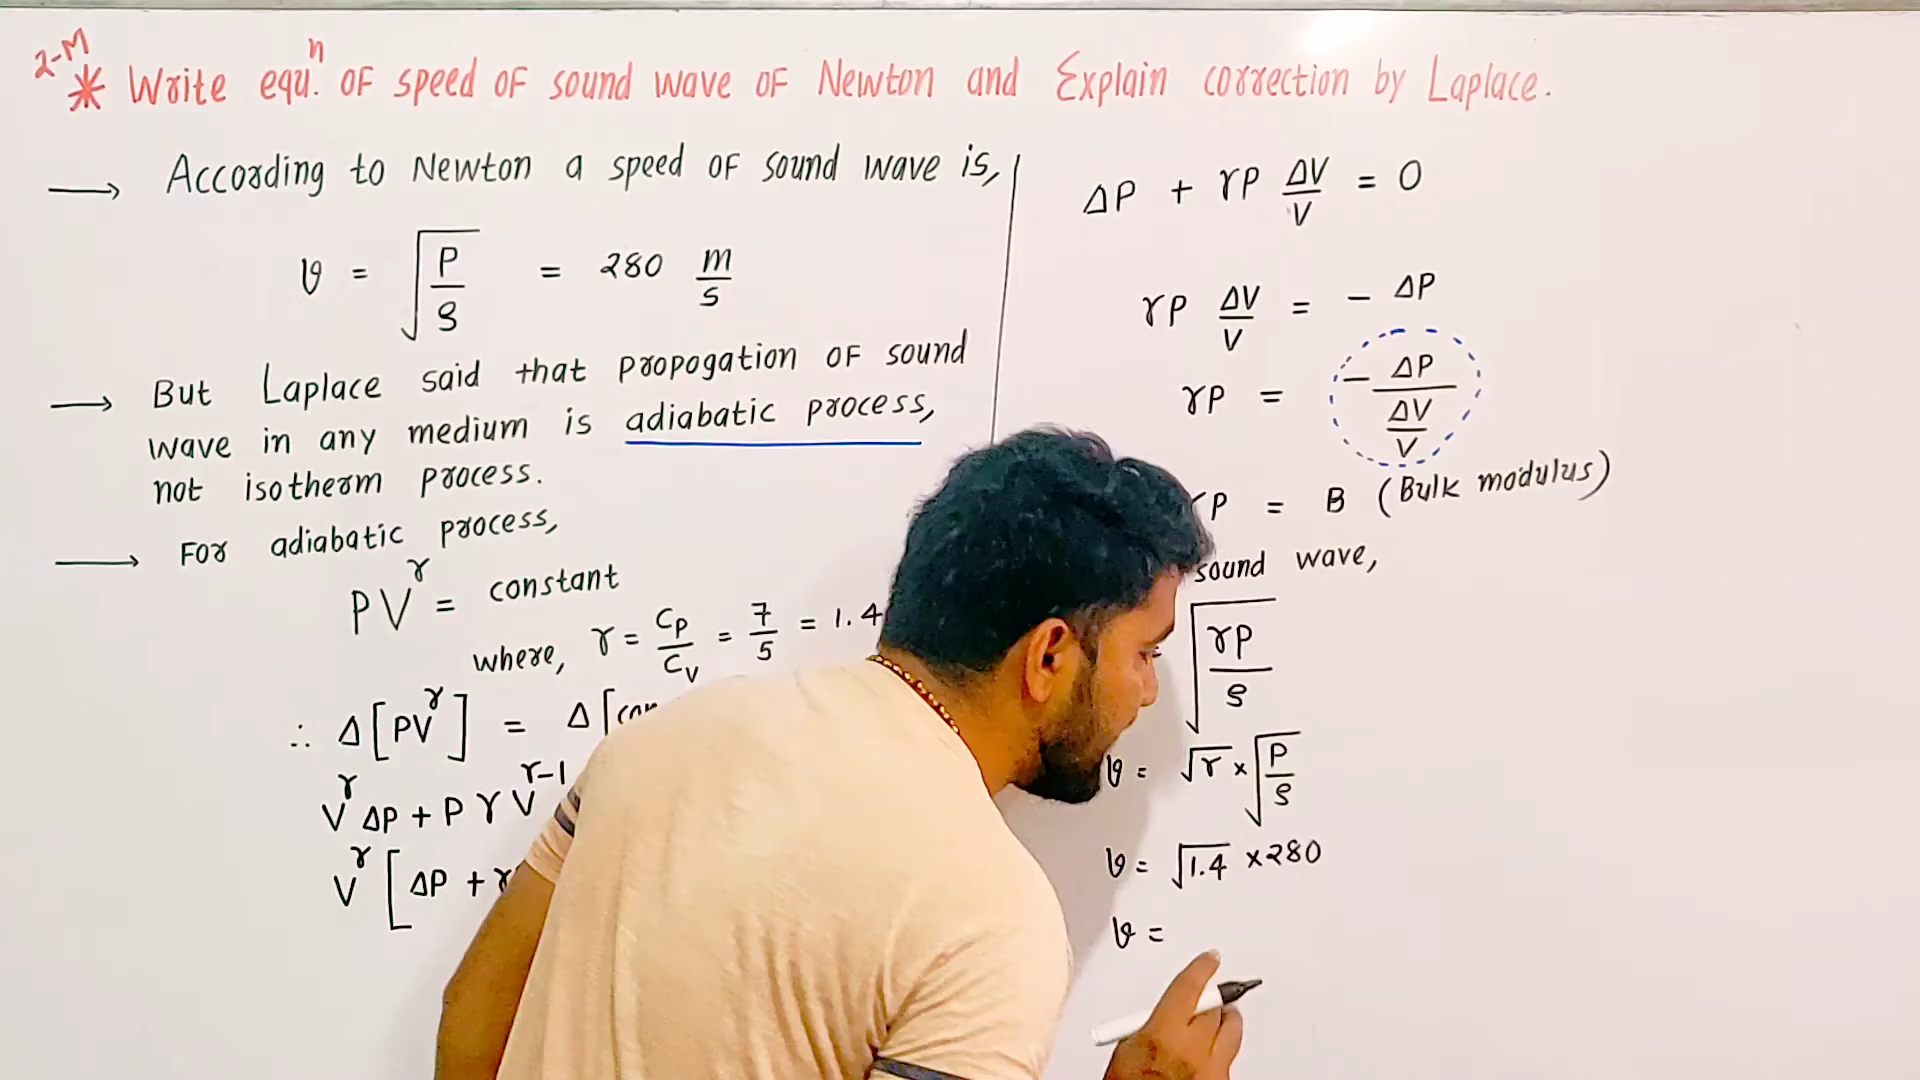 2-M
* Write equⁿ. OF speed OF sound wave OF Newton and Explain correction by Laplace.
→ According to Newton a speed OF sound wave is,
ϑ = √(P/ρ) = 280 m/s
→ But Laplace said that propogation OF sound
wave in any medium is adiabatic process,
not isotherm process.
→ For adiabatic process,
PV^γ = constant
where, γ = Cp/Cv = 7/5 = 1.4
∴ Δ[PV^γ] = Δ[
V^γ ΔP + P γ V^(γ-1)
V^γ [ΔP + γ
ΔP + γP ΔV/V = 0
γP ΔV/V = - ΔP
γP = - ΔP/(ΔV/V)
γP = B (Bulk modulus)
sound wave,
√(γP/ρ)
ϑ = √γ × √(P/ρ)
ϑ = √1.4 × 280
ϑ =